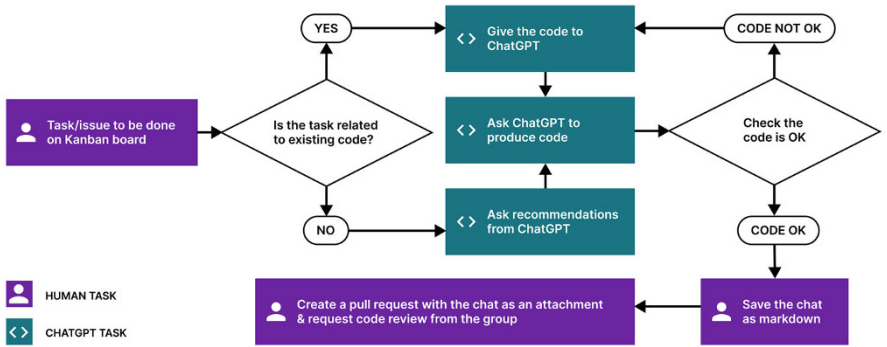 YES
Give the code to
ChatGPT
CODE NOT OK
Task/issue to be done
on Kanban board
Is the task related
to existing code?
Ask ChatGPT to
produce code
Check the
code is OK
NO
Ask recommendations
from ChatGPT
CODE OK
HUMAN TASK
CHATGPT TASK
Create a pull request with the chat as an attachment
& request code review from the group
Save the chat
as markdown